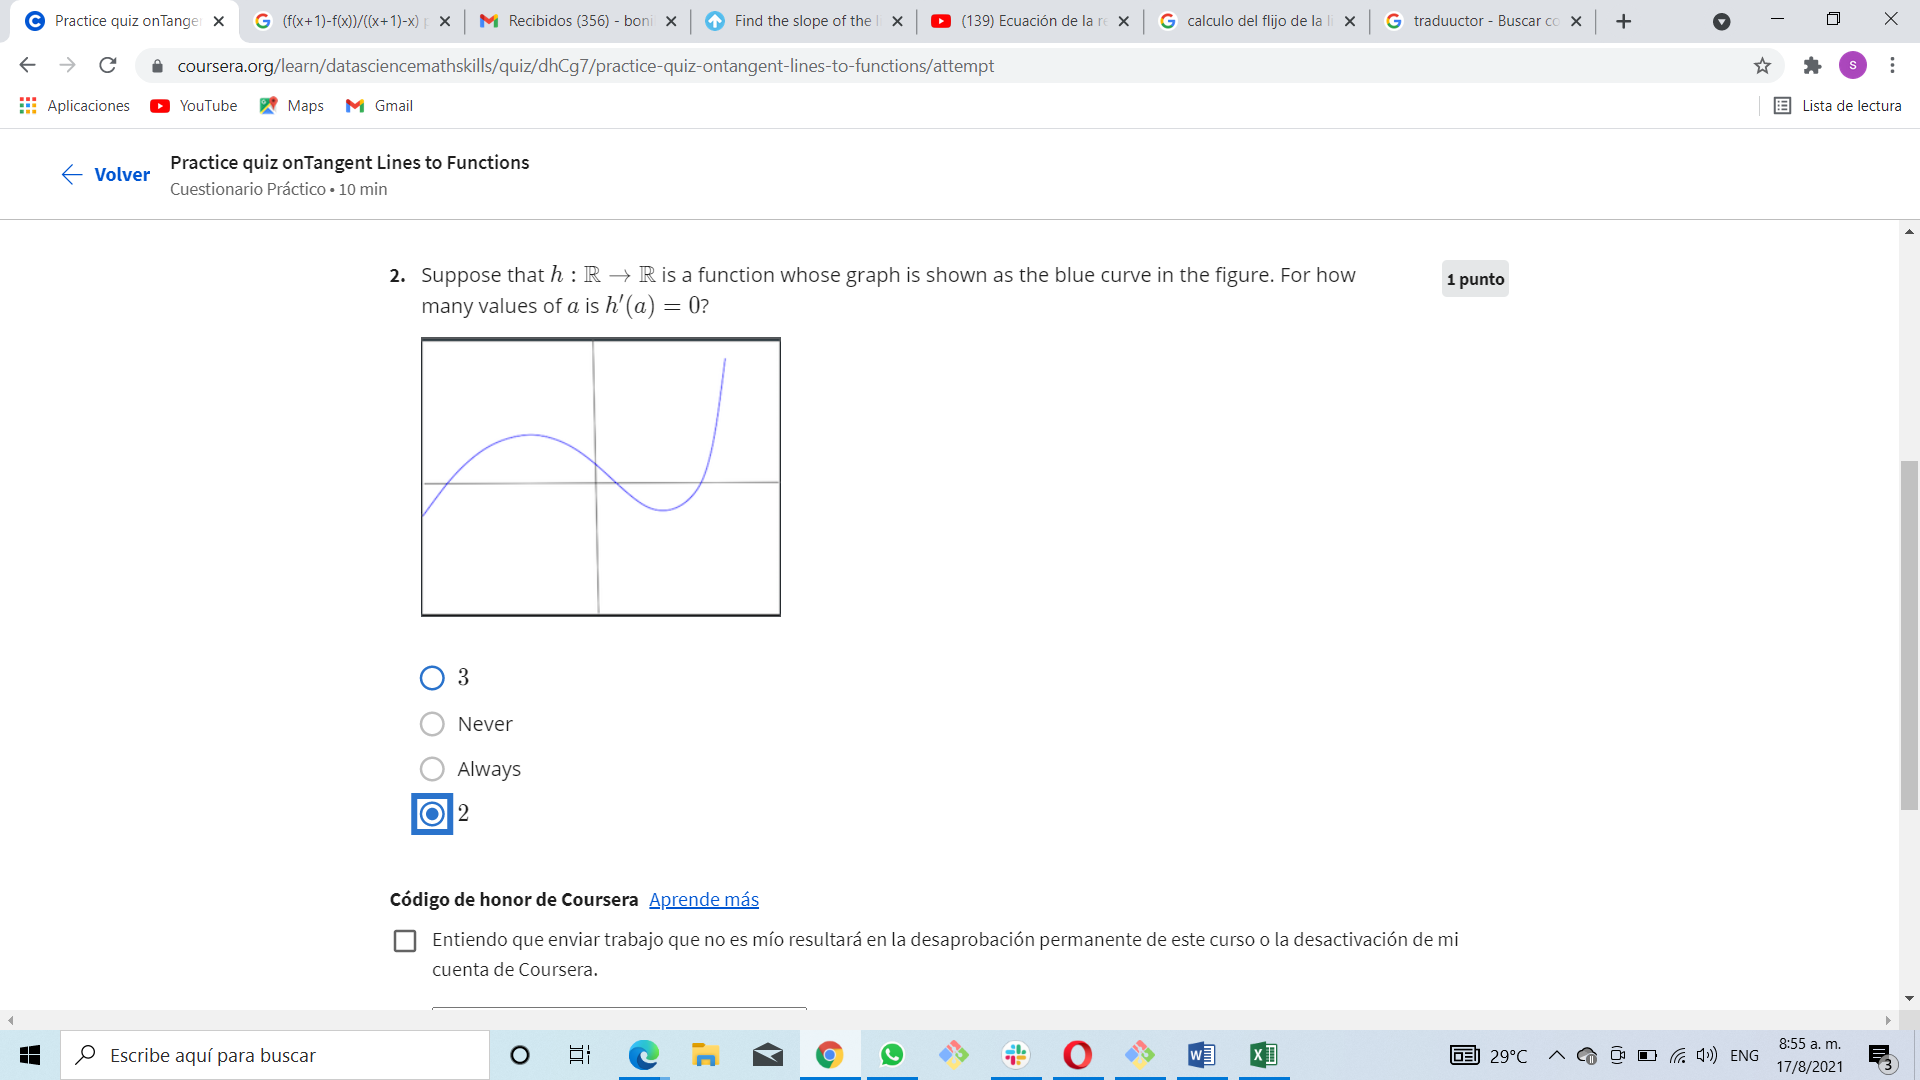 Practice quiz onTange
(f(x+1)-f(x))/((x+1)-x)
Recibidos (356) - boni
Find the slope of the
(139) Ecuación de la r
calculo del flijo de la
traduuctor - Buscar co
coursera.org/learn/datasciencemathskills/quiz/dhCg7/practice-quiz-ontangent-lines-to-functions/attempt
s
Aplicaciones
YouTube
Maps
Gmail
Lista de lectura
Volver
Practice quiz onTangent Lines to Functions
Cuestionario Práctico • 10 min
2. Suppose that h : ℝ → ℝ is a function whose graph is shown as the blue curve in the figure. For how
many values of a is h′(a) = 0?
1 punto
3
Never
Always
2
Código de honor de Coursera Aprende más
Entiendo que enviar trabajo que no es mío resultará en la desaprobación permanente de este curso o la desactivación de mi
cuenta de Coursera.
Escribe aquí para buscar
29°C
ENG
8:55 a. m.
17/8/2021
3